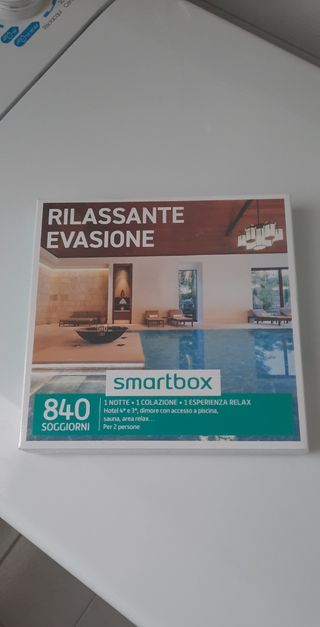 RILASSANTE
EVASIONE
smartbox
840
SOGGIORNI
1 NOTTE • 1 COLAZIONE • 1 ESPERIENZA RELAX
Hotel 4* e 3*, dimore con accesso a piscina,
sauna, area relax...
Per 2 persone